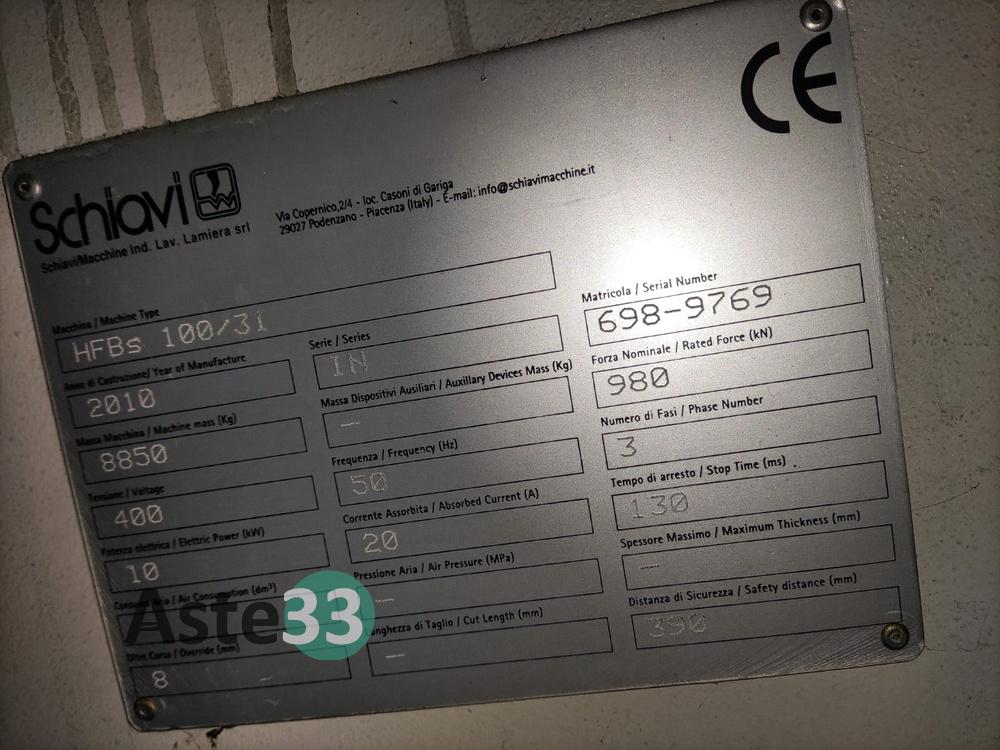 CE
Schiavi
Schiavi/Macchine Ind. Lav. Lamiera srl
Via Copernico,2/4 - loc. Casoni di Gariga
29027 Podenzano - Piacenza (Italy) - E-mail: info@schiavimacchine.it
Macchina / Machine Type
HFBs 100/31
Matricola / Serial Number
698-9769
Anno di Costruzione/ Year of Manufacture
2010
Serie / Series
IN
Forza Nominale / Rated Force (kN)
980
Massa Macchina / Machine mass (Kg)
8850
Massa Dispositivi Ausiliari / Auxillary Devices Mass (Kg)
—
Numero di Fasi / Phase Number
3
Tensione / Voltage
400
Frequenza / Frequency (Hz)
50
Tempo di arresto / Stop Time (ms)
130
Potenza elettrica / Elettric Power (kW)
10
Corrente Assorbita / Absorbed Current (A)
20
Spessore Massimo / Maximum Thickness (mm)
—
Consumo Aria / Air Consumption (dm³)
Pressione Aria / Air Pressure (MPa)
—
Distanza di Sicurezza / Safety distance (mm)
390
Oltre Corsa / Override (mm)
8
Lunghezza di Taglio / Cut Length (mm)
—
Aste33